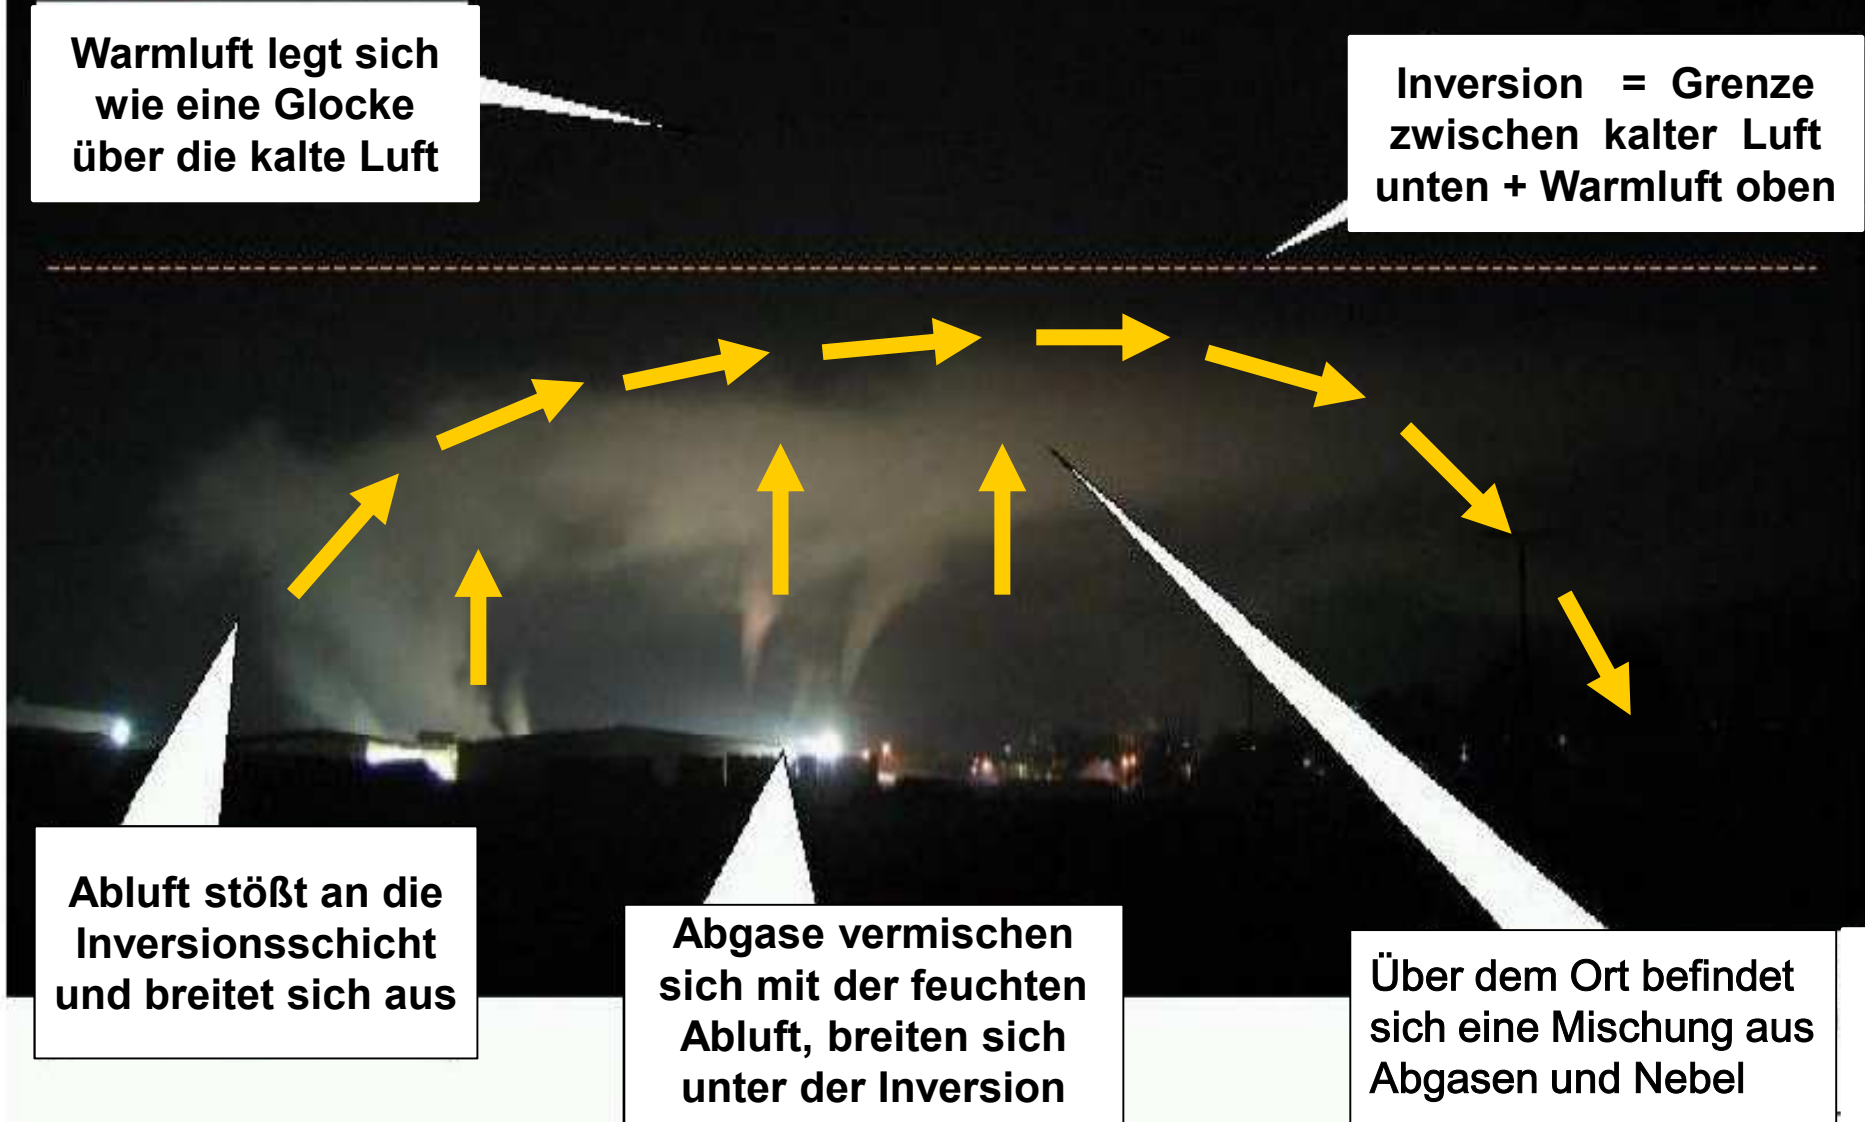 Warmluft legt sich
wie eine Glocke
über die kalte Luft
Inversion = Grenze
zwischen kalter Luft
unten + Warmluft oben
Abluft stößt an die
Inversionsschicht
und breitet sich aus
Abgase vermischen
sich mit der feuchten
Abluft, breiten sich
unter der Inversion
Über dem Ort befindet
sich eine Mischung aus
Abgasen und Nebel